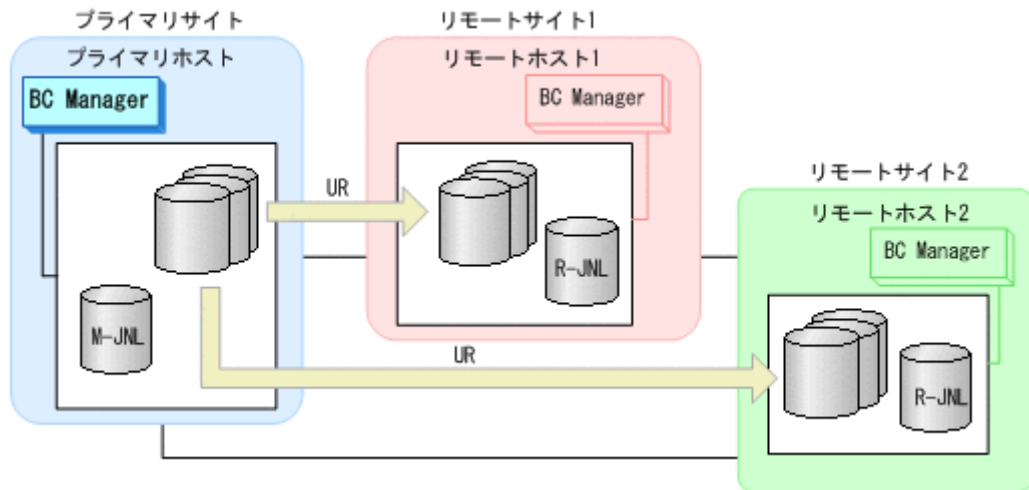 プライマリサイト
プライマリホスト
BC Manager
M-JNL
UR
UR
リモートサイト1
リモートホスト1
BC Manager
R-JNL
リモートサイト2
リモートホスト2
BC Manager
R-JNL